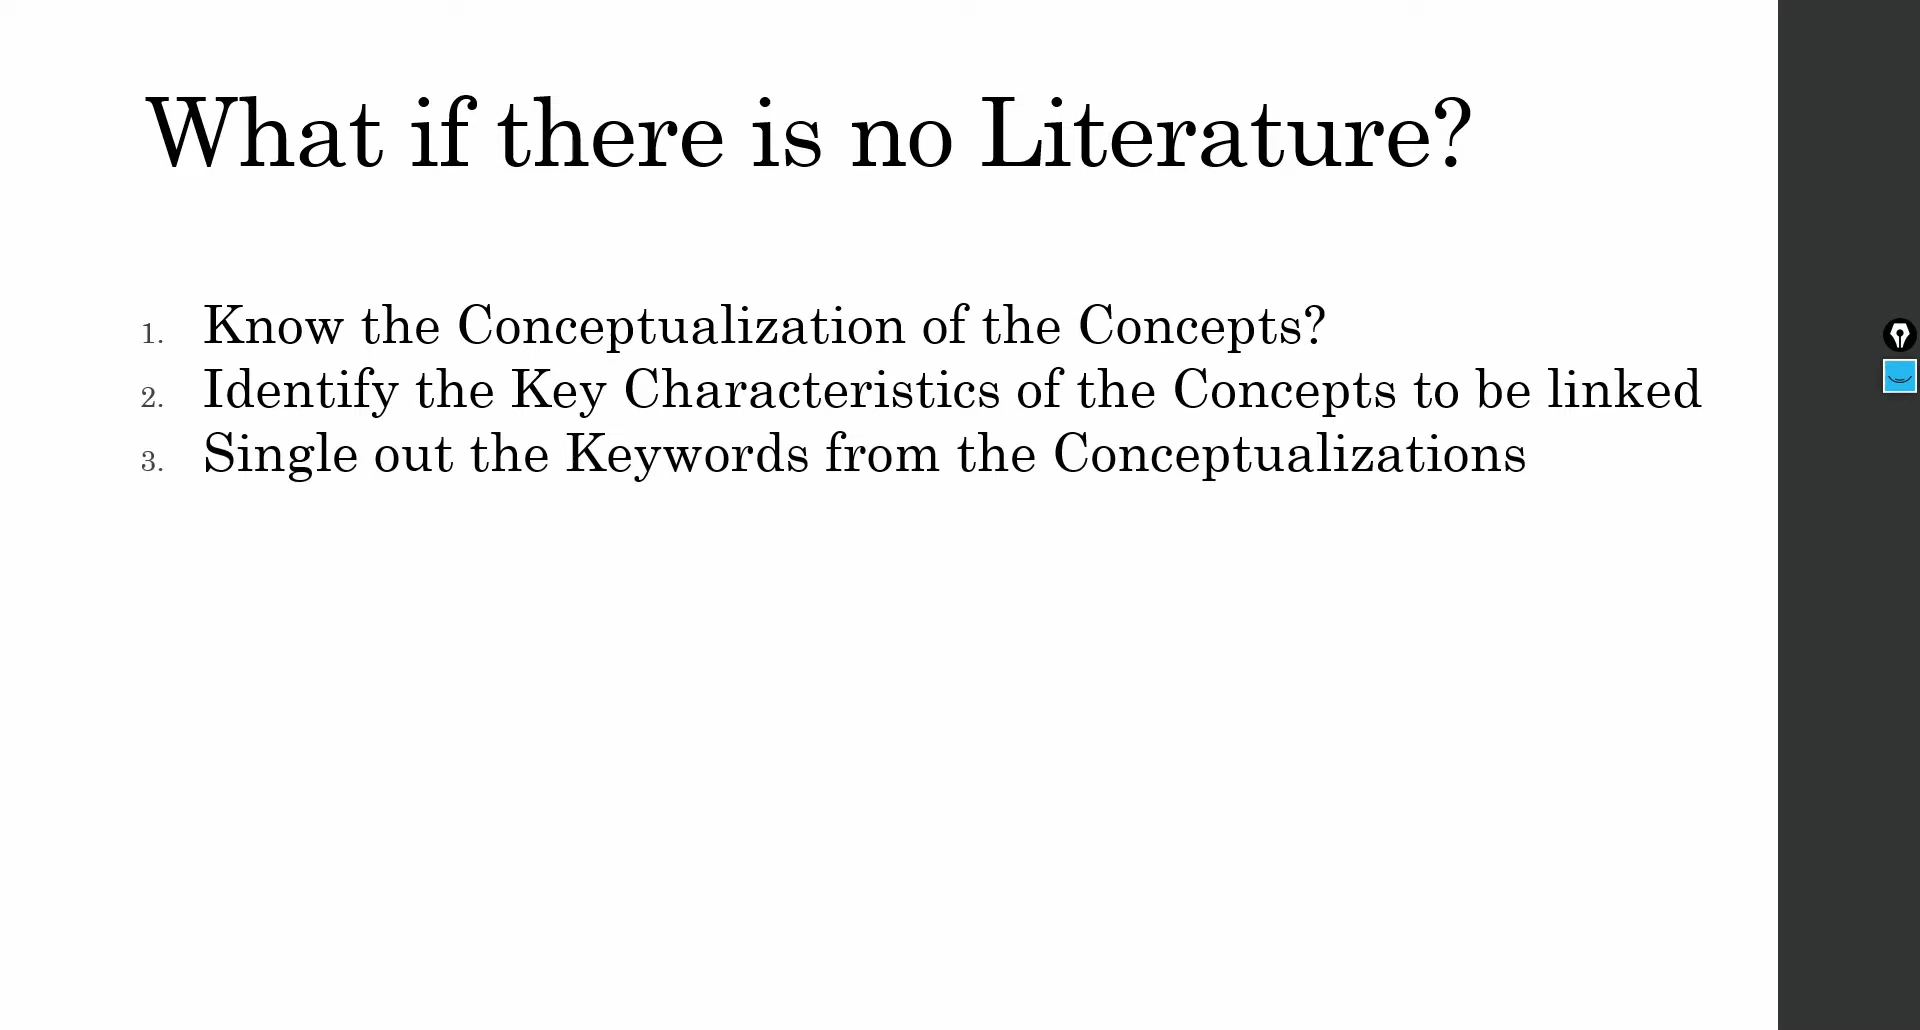 What if there is no Literature?
1. Know the Conceptualization of the Concepts?
2. Identify the Key Characteristics of the Concepts to be linked
3. Single out the Keywords from the Conceptualizations